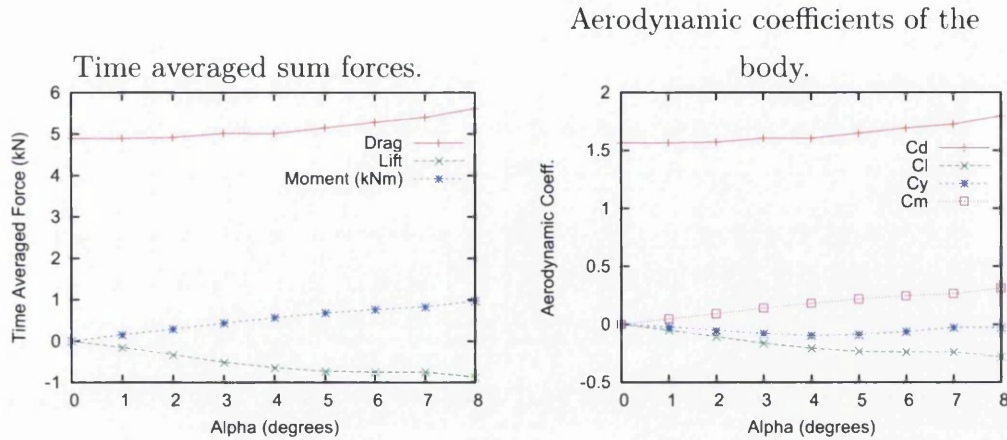 Time averaged sum forces.
6
5
4
3
2
1
0
-1
Time Averaged Force (kN)
Drag
Lift
Moment (kNm)
0 1 2 3 4 5 6 7 8
Alpha (degrees)
Aerodynamic coefficients of the
body.
2
1.5
1
0.5
0
-0.5
Aerodynamic Coeff.
Cd
Cl
Cy
Cm
0 1 2 3 4 5 6 7 8
Alpha (degrees)